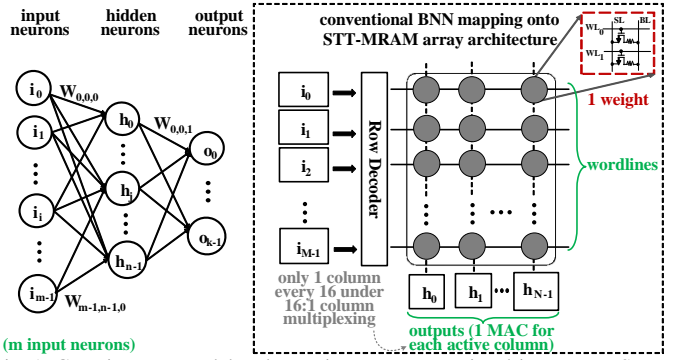 input neurons
hidden neurons
output neurons
i0
i1
ii
im-1
W0,0,0
Wm-1,n-1,0
h0
hj
hn-1
W0,0,1
o0
ok-1
(m input neurons)
conventional BNN mapping onto
STT-MRAM array architecture
WL0
SL
BL
WL1
1 weight
i0
i1
i2
iM-1
Row Decoder
wordlines
only 1 column
every 16 under
16:1 column
multiplexing
h0
h1
hN-1
outputs (1 MAC for
each active column)